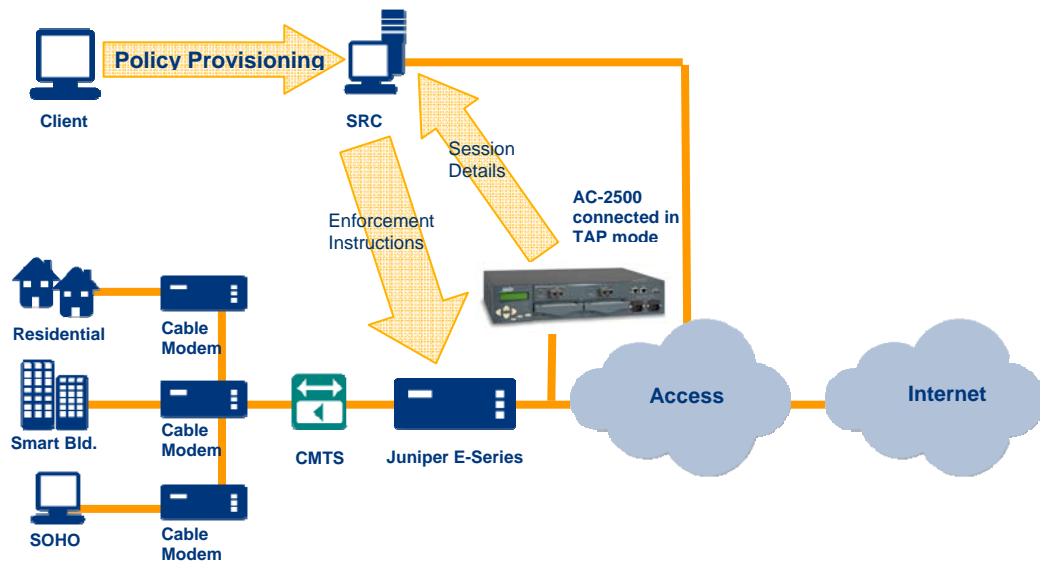 Policy Provisioning
Client
SRC
Session
Details
AC-2500
connected in
TAP mode
Enforcement
Instructions
Residential
Cable
Modem
Access
Internet
Smart Bld.
Cable
Modem
CMTS
Juniper E-Series
SOHO
Cable
Modem